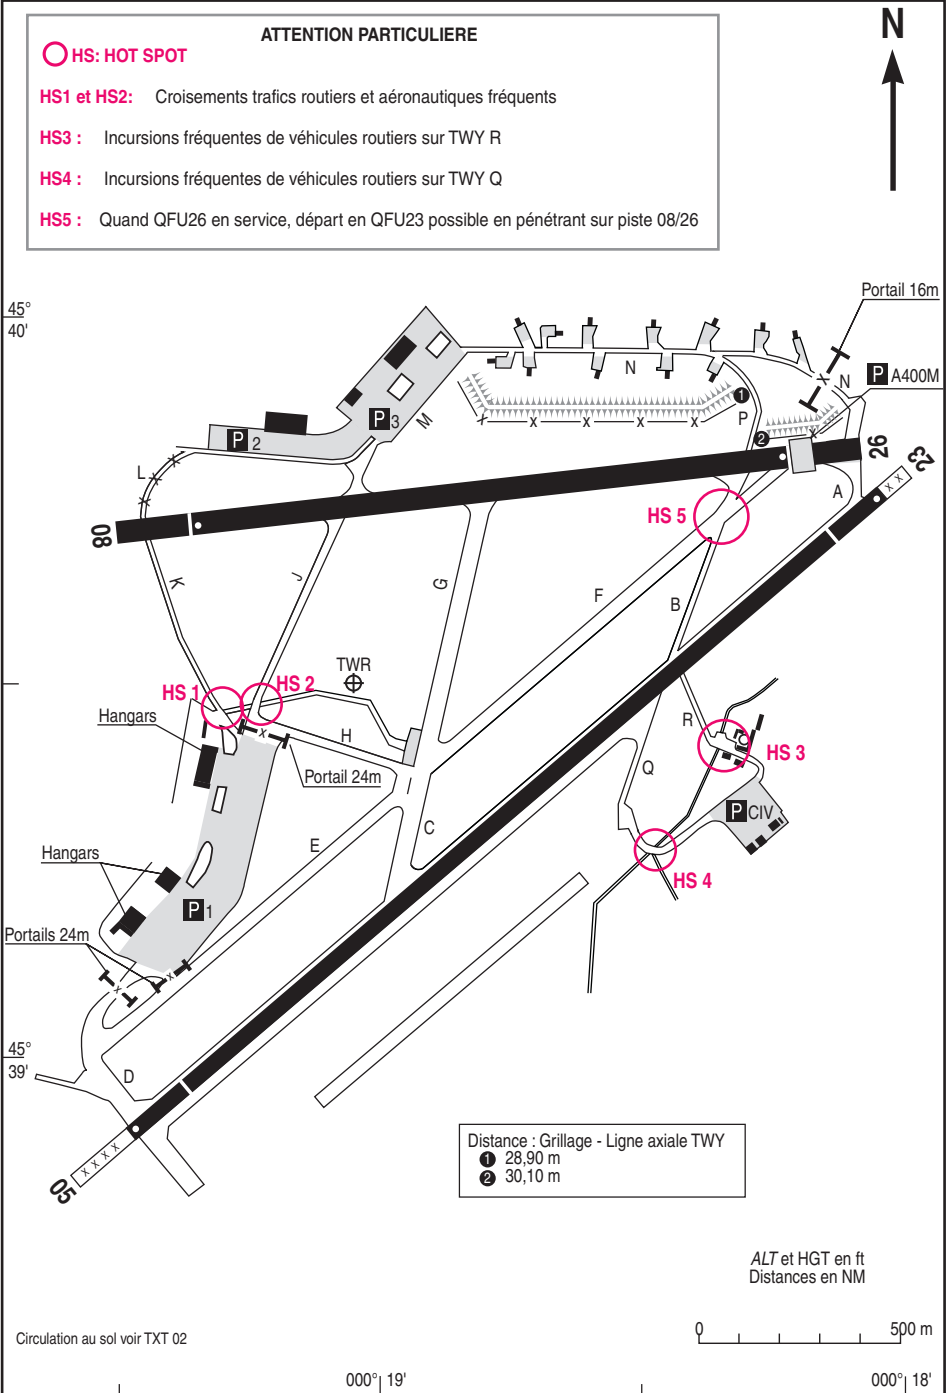 N
ATTENTION PARTICULIERE
HS: HOT SPOT
HS1 et HS2: Croisements trafics routiers et aéronautiques fréquents
HS3 : Incursions fréquentes de véhicules routiers sur TWY R
HS4 : Incursions fréquentes de véhicules routiers sur TWY Q
HS5 : Quand QFU26 en service, départ en QFU23 possible en pénétrant sur piste 08/26
45°
40'
Portail 16m
N
N
P A400M
1
P
M
P 3
P 2
2
26
23
L
A
08
HS 5
K
J
G
F
B
TWR
HS 1
HS 2
Hangars
H
R
HS 3
Portail 24m
I
Q
P CIV
C
E
Hangars
HS 4
P 1
Portails 24m
45°
39'
D
05
Distance : Grillage - Ligne axiale TWY
1 28,90 m
2 30,10 m
ALT et HGT en ft
Distances en NM
0 500 m
Circulation au sol voir TXT 02
000° 19'
000° 18'